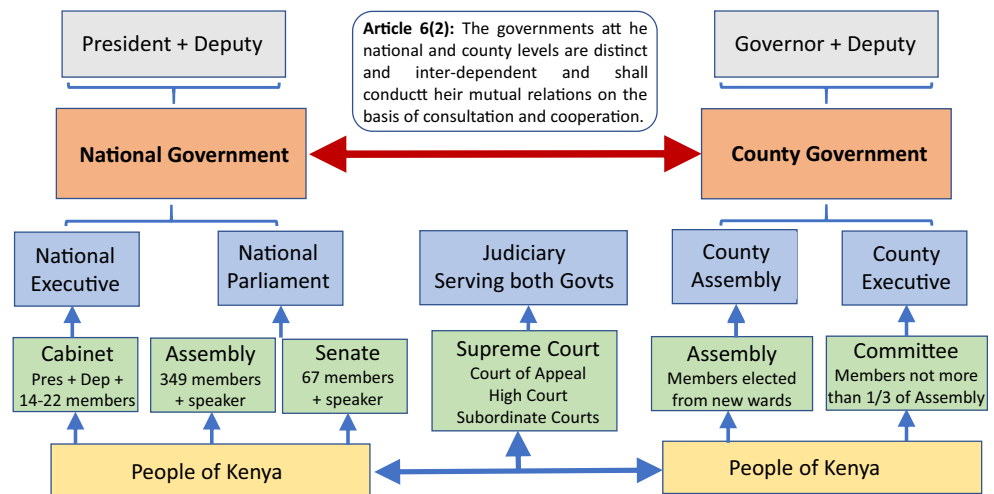 President + Deputy
Article 6(2): The governments att he
national and county levels are distinct
and inter-dependent and shall
conductt heir mutual relations on the
basis of consultation and cooperation.
Governor + Deputy
National Government
County Government
National
Executive
National
Parliament
Judiciary
Serving both Govts
County
Assembly
County
Executive
Cabinet
Pres + Dep +
14-22 members
Assembly
349 members
+ speaker
Senate
67 members
+ speaker
Supreme Court
Court of Appeal
High Court
Subordinate Courts
Assembly
Members elected
from new wards
Committee
Members not more
than 1/3 of Assembly
People of Kenya
People of Kenya